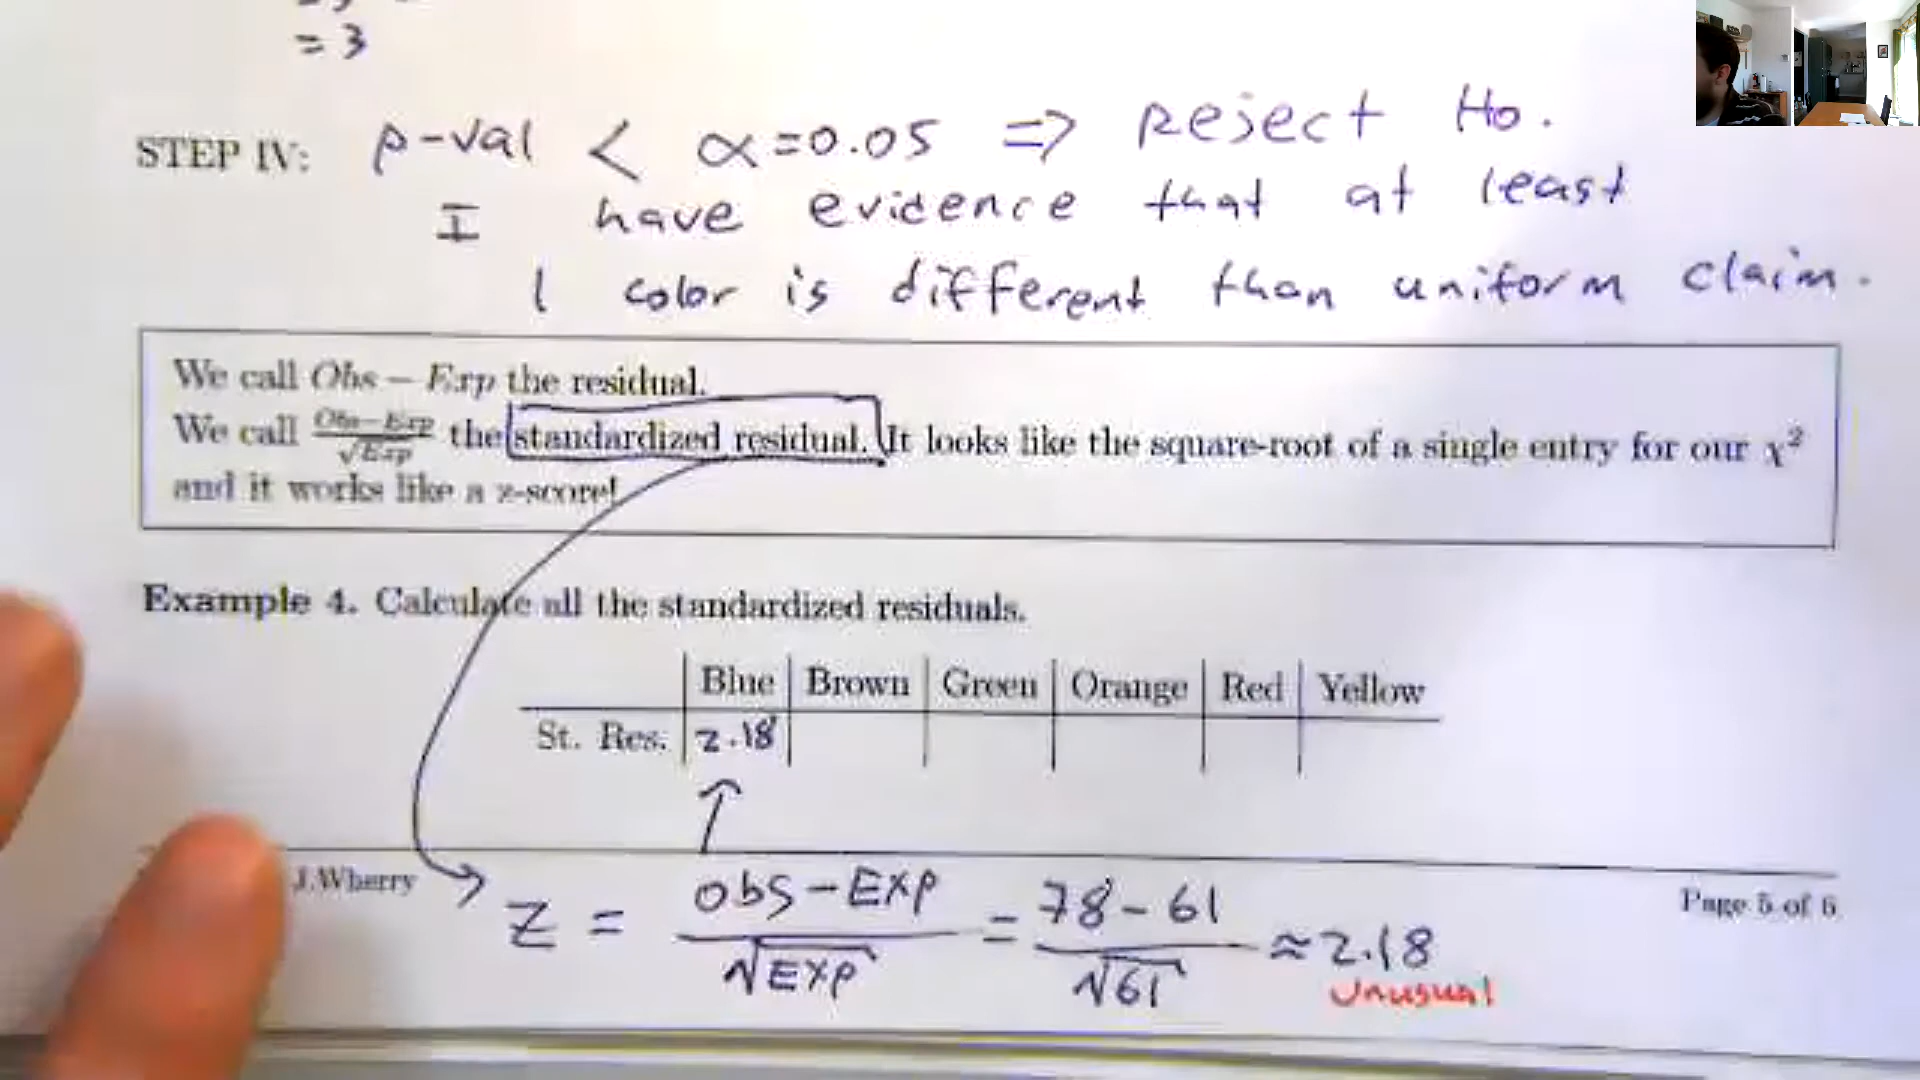 = 3
STEP IV: p-val < α=0.05 => Reject Ho.
I have evidence that at least
1 color is different than uniform claim.
We call Obs − Exp the residual.
We call Obs−Exp/√Exp the standardized residual. It looks like the square-root of a single entry for our χ²
and it works like a z-score!
Example 4. Calculate all the standardized residuals.
Blue Brown Green Orange Red Yellow
St. Res. 2.18
J.Wherry
Page 5 of 6
Z = obs-Exp/√Exp = 78-61/√61 ≈2.18
Unusual